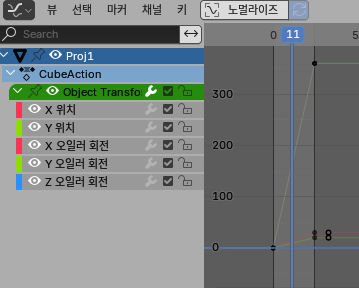 뷰 선택 마커 채널 키 노멀라이즈
Search
0 11 5
Proj1
CubeAction
Object Transfo
X 위치
Y 위치
X 오일러 회전
Y 오일러 회전
Z 오일러 회전
300
200
100
0